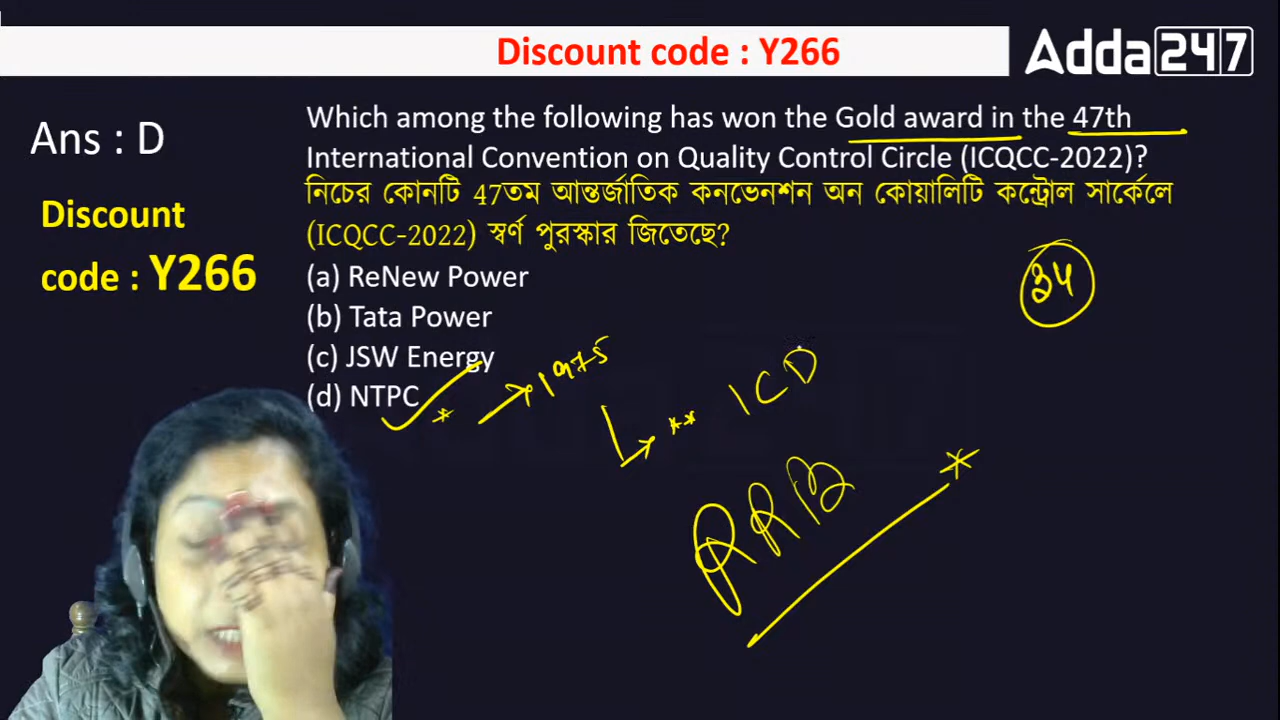 Discount code : Y266
Adda247
Ans : D
Discount
code : Y266
Which among the following has won the Gold award in the 47th
International Convention on Quality Control Circle (ICQCC-2022)?
নিচের কোনটি 47তম আন্তর্জাতিক কনভেনশন অন কোয়ালিটি কন্ট্রোল সার্কেলে
(ICQCC-2022) স্বর্ণ পুরস্কার জিতেছে?
(a) ReNew Power
(b) Tata Power
(c) JSW Energy
(d) NTPC
* 1975
** ICD
RRB *